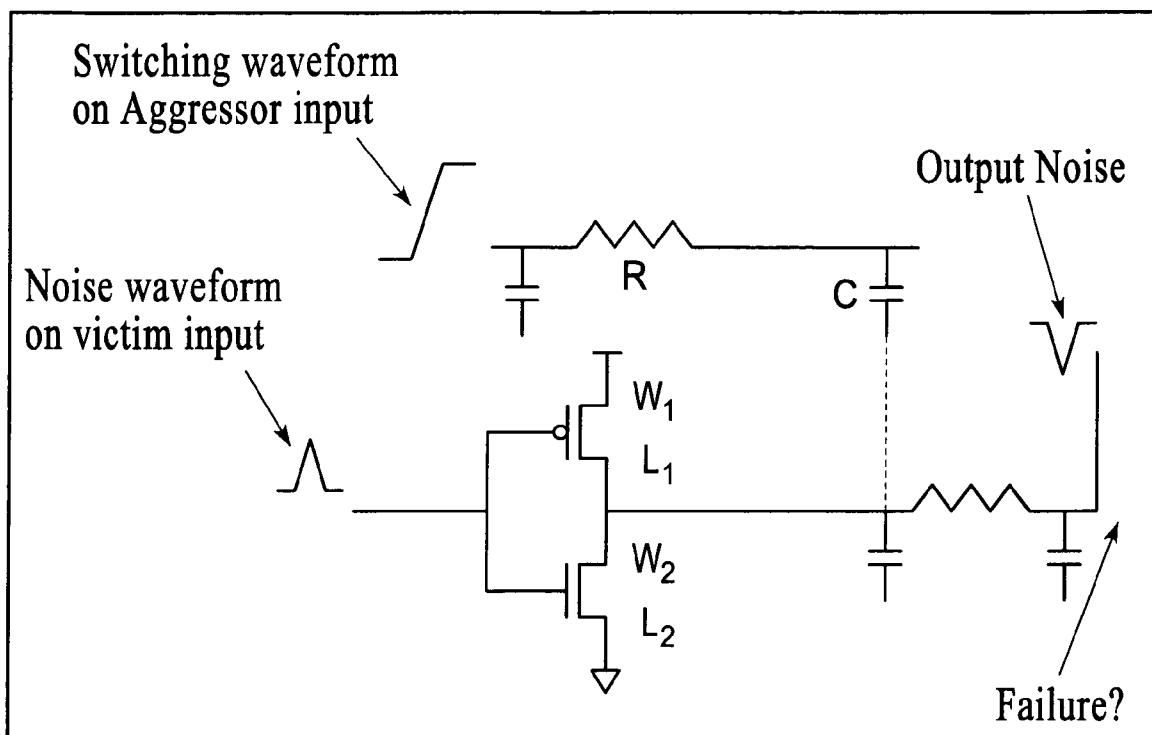 Switching waveform
on Aggressor input
Output Noise
Noise waveform
on victim input
R
C
W₁
L₁
W₂
L₂
Failure?